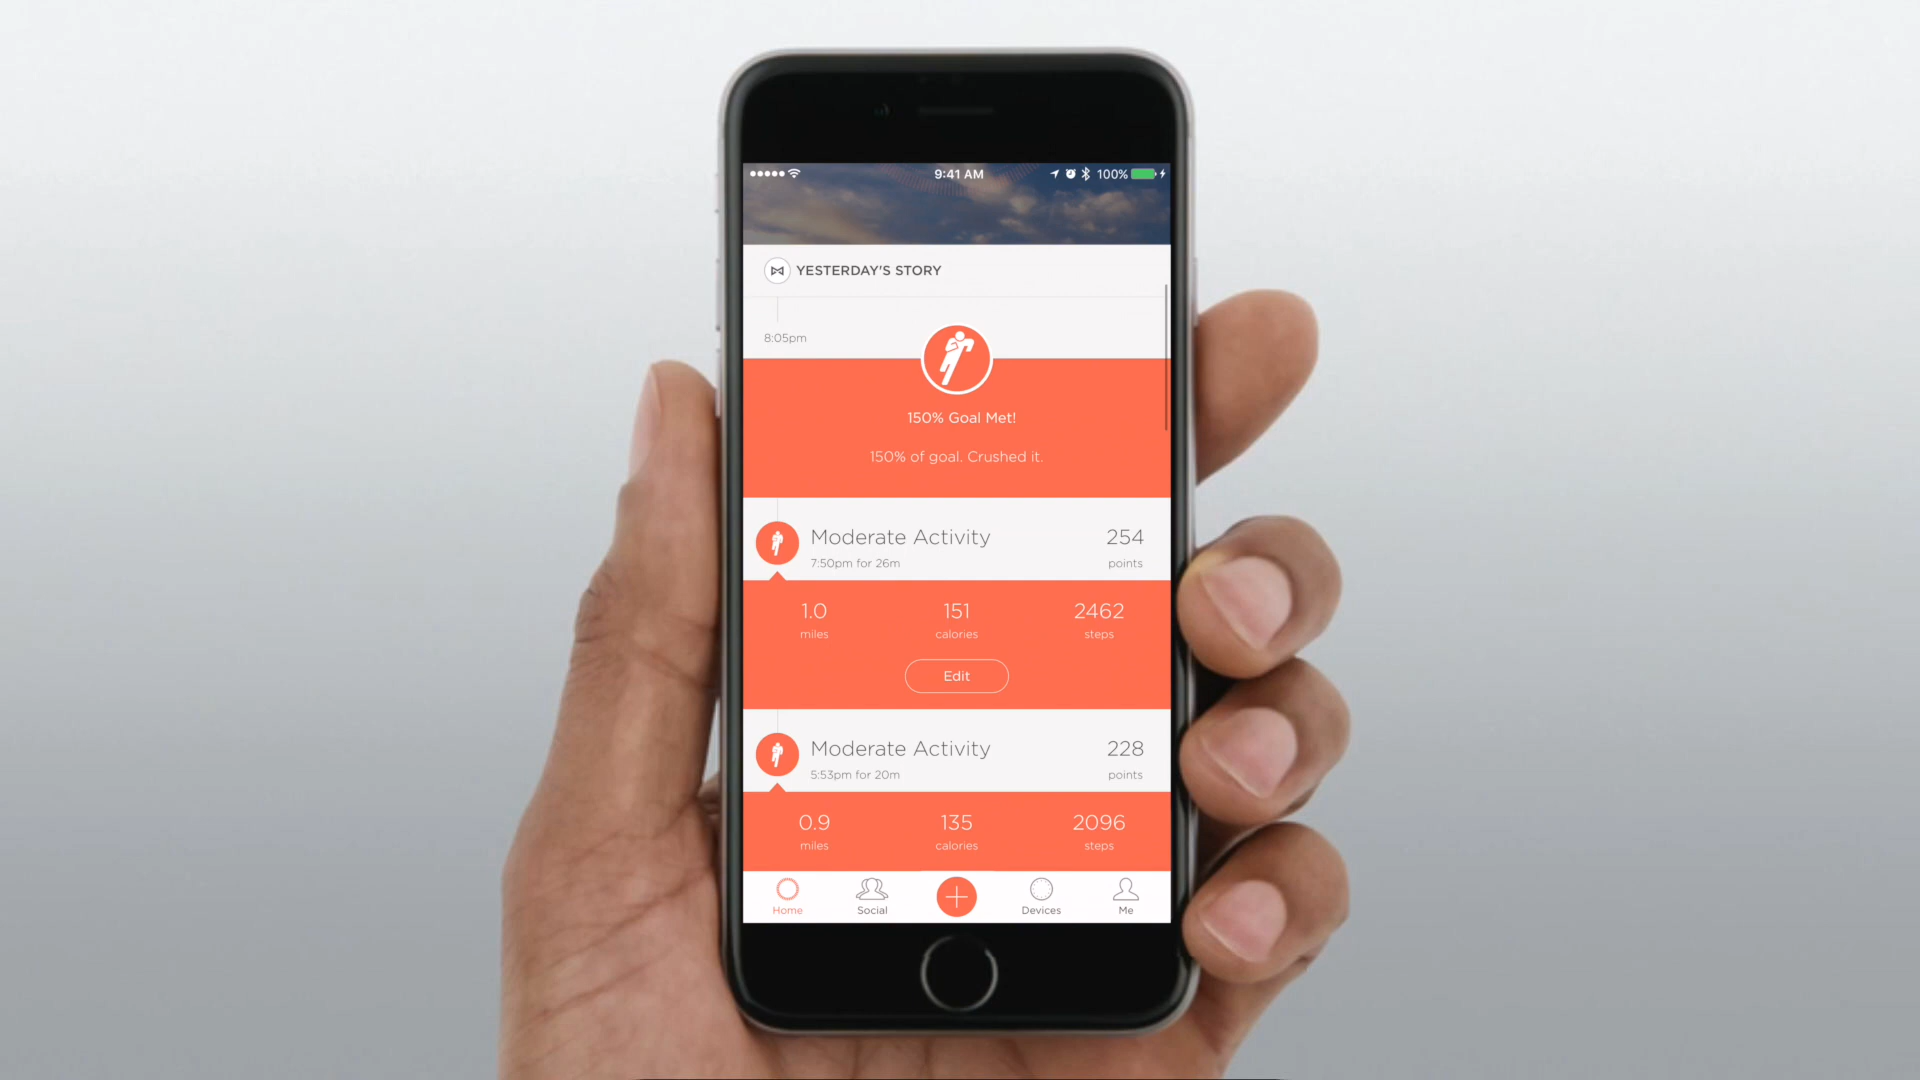 9:41 AM 100%
YESTERDAY'S STORY
8:05pm
150% Goal Met!
150% of goal. Crushed it.
Moderate Activity 254
7:50pm for 26m points
1.0 151 2462
miles calories steps
Edit
Moderate Activity 228
5:53pm for 20m points
0.9 135 2096
miles calories steps
Home Social Devices Me